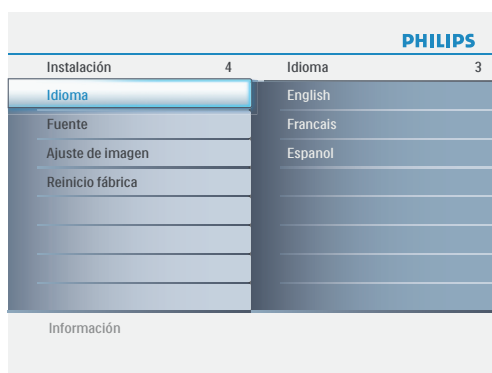 PHILIPS
Instalación 4 Idioma 3
Idioma English
Fuente Francais
Ajuste de imagen Espanol
Reinicio fábrica
Información